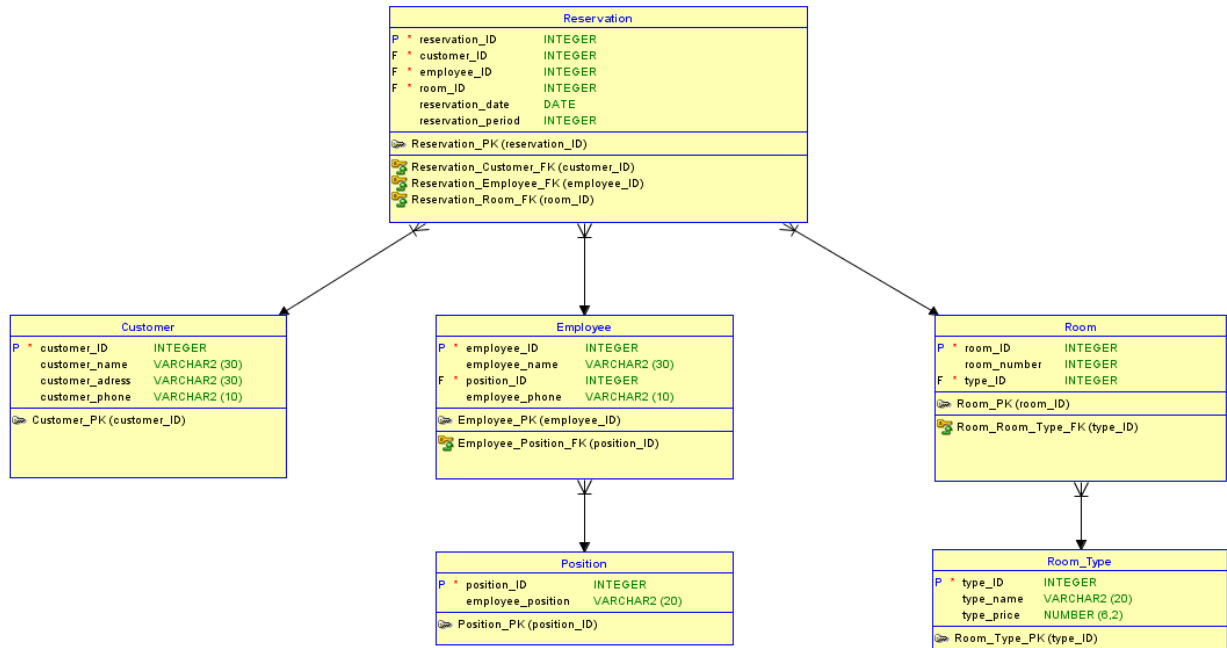 Reservation
P * reservation_ID INTEGER
F * customer_ID INTEGER
F * employee_ID INTEGER
F * room_ID INTEGER
reservation_date DATE
reservation_period INTEGER
Reservation_PK (reservation_ID)
Reservation_Customer_FK (customer_ID)
Reservation_Employee_FK (employee_ID)
Reservation_Room_FK (room_ID)
Customer
P * customer_ID INTEGER
customer_name VARCHAR2 (30)
customer_adress VARCHAR2 (30)
customer_phone VARCHAR2 (10)
Customer_PK (customer_ID)
Employee
P * employee_ID INTEGER
employee_name VARCHAR2 (30)
F * position_ID INTEGER
employee_phone VARCHAR2 (10)
Employee_PK (employee_ID)
Employee_Position_FK (position_ID)
Room
P * room_ID INTEGER
room_number INTEGER
F * type_ID INTEGER
Room_PK (room_ID)
Room_Room_Type_FK (type_ID)
Position
P * position_ID INTEGER
employee_position VARCHAR2 (20)
Position_PK (position_ID)
Room_Type
P * type_ID INTEGER
type_name VARCHAR2 (20)
type_price NUMBER (6,2)
Room_Type_PK (type_ID)